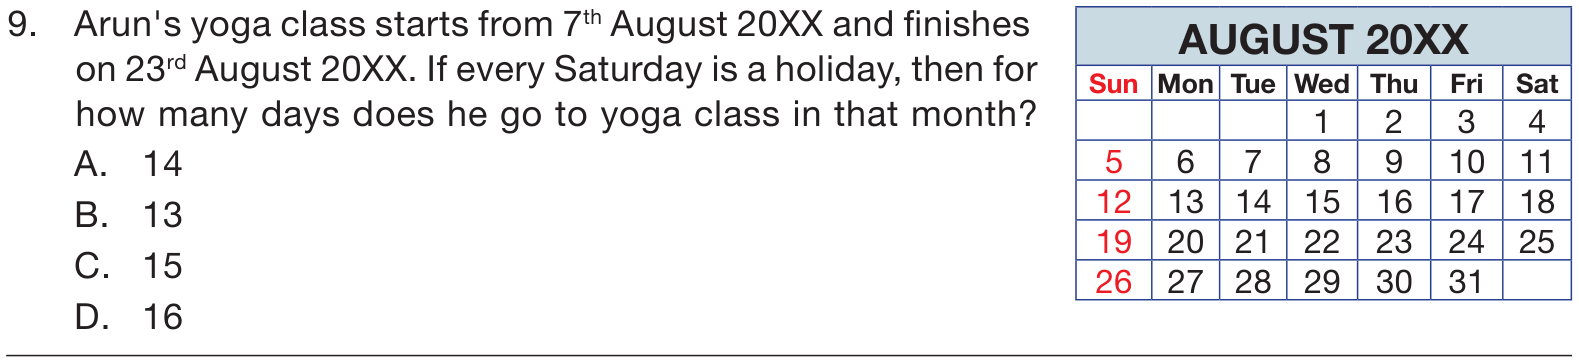 9. Arun's yoga class starts from 7th August 20XX and finishes
on 23rd August 20XX. If every Saturday is a holiday, then for
how many days does he go to yoga class in that month?
A. 14
B. 13
C. 15
D. 16
AUGUST 20XX
Sun Mon Tue Wed Thu Fri Sat
1 2 3 4
5 6 7 8 9 10 11
12 13 14 15 16 17 18
19 20 21 22 23 24 25
26 27 28 29 30 31